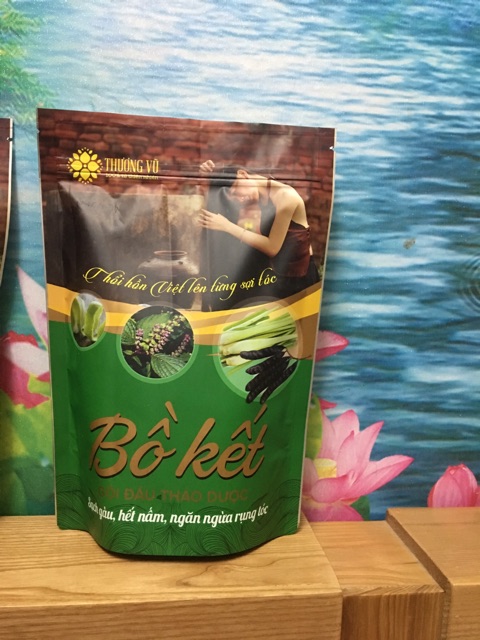 THƯƠNG VŨ
Thổi hồn Việt lên từng sợi tóc
Bồ kết
GỘI ĐẦU THẢO DƯỢC
Sạch gàu, hết nấm, ngăn ngừa rụng tóc